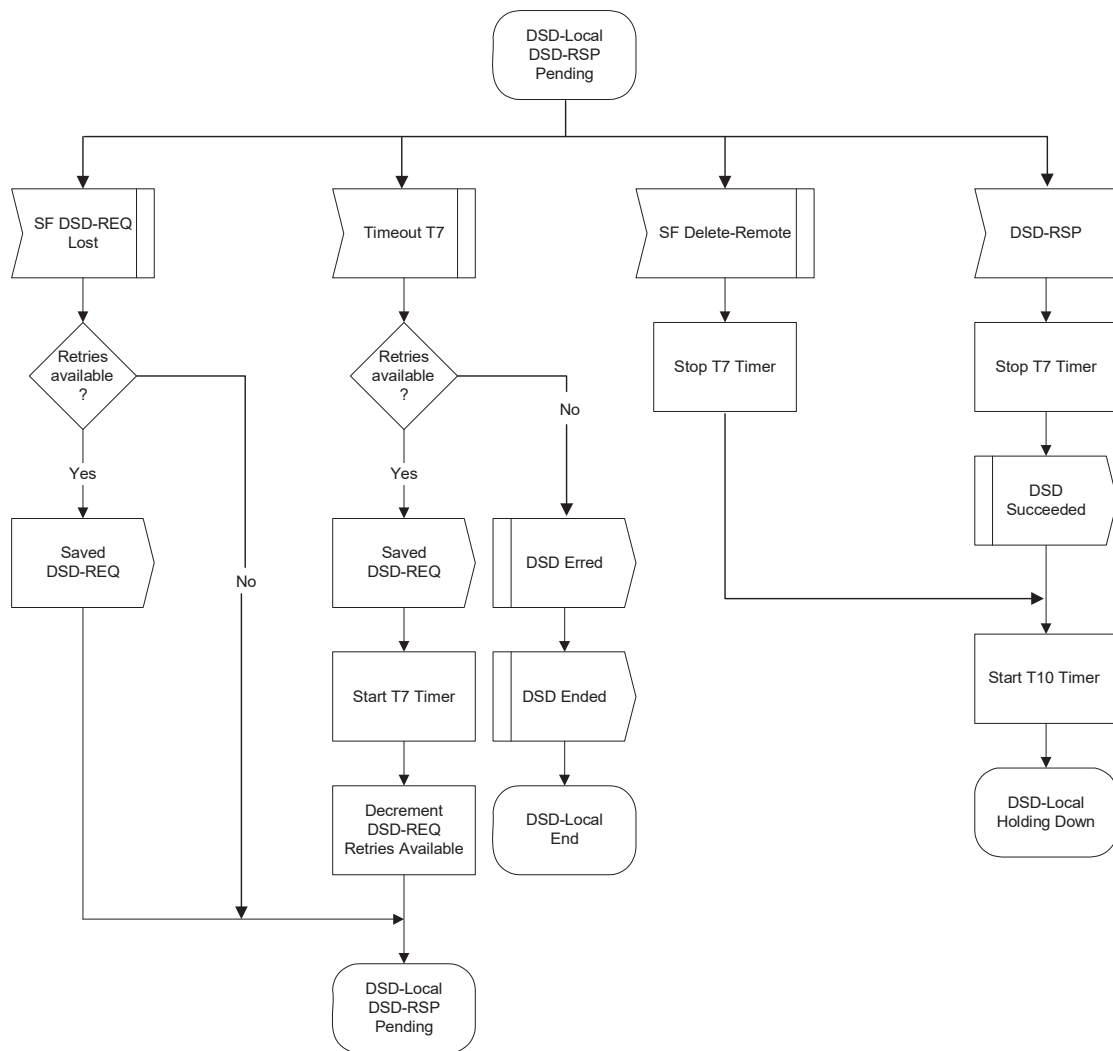 DSD-Local
DSD-RSP
Pending
SF DSD-REQ
Lost
Timeout T7
SF Delete-Remote
DSD-RSP
Retries
available
?
Retries
available
?
Stop T7 Timer
Stop T7 Timer
No
Yes
Yes
DSD
Succeeded
Saved
DSD-REQ
Saved
DSD-REQ
DSD Erred
No
Start T7 Timer
DSD Ended
Start T10 Timer
Decrement
DSD-REQ
Retries Available
DSD-Local
End
DSD-Local
Holding Down
DSD-Local
DSD-RSP
Pending